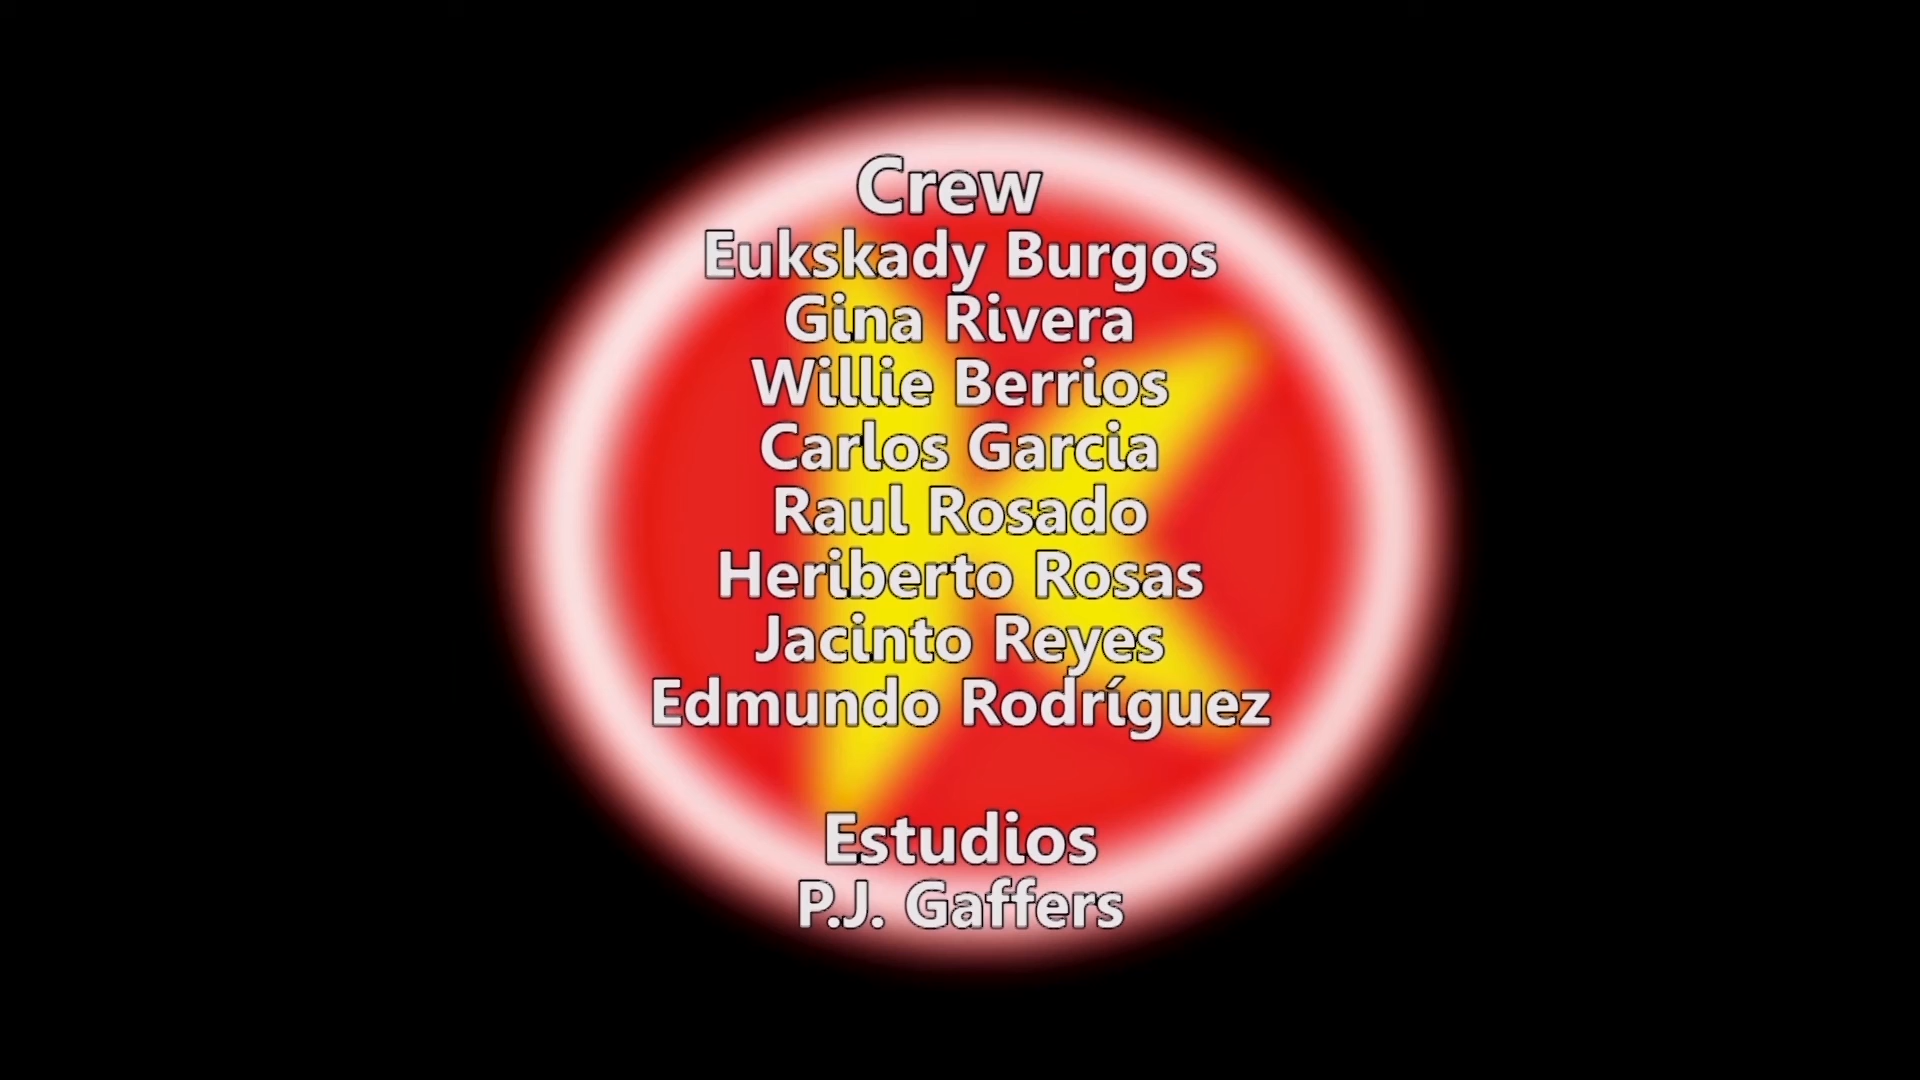 Crew
Eukskady Burgos
Gina Rivera
Willie Berrios
Carlos Garcia
Raul Rosado
Heriberto Rosas
Jacinto Reyes
Edmundo Rodríguez
Estudios
P.J. Gaffers